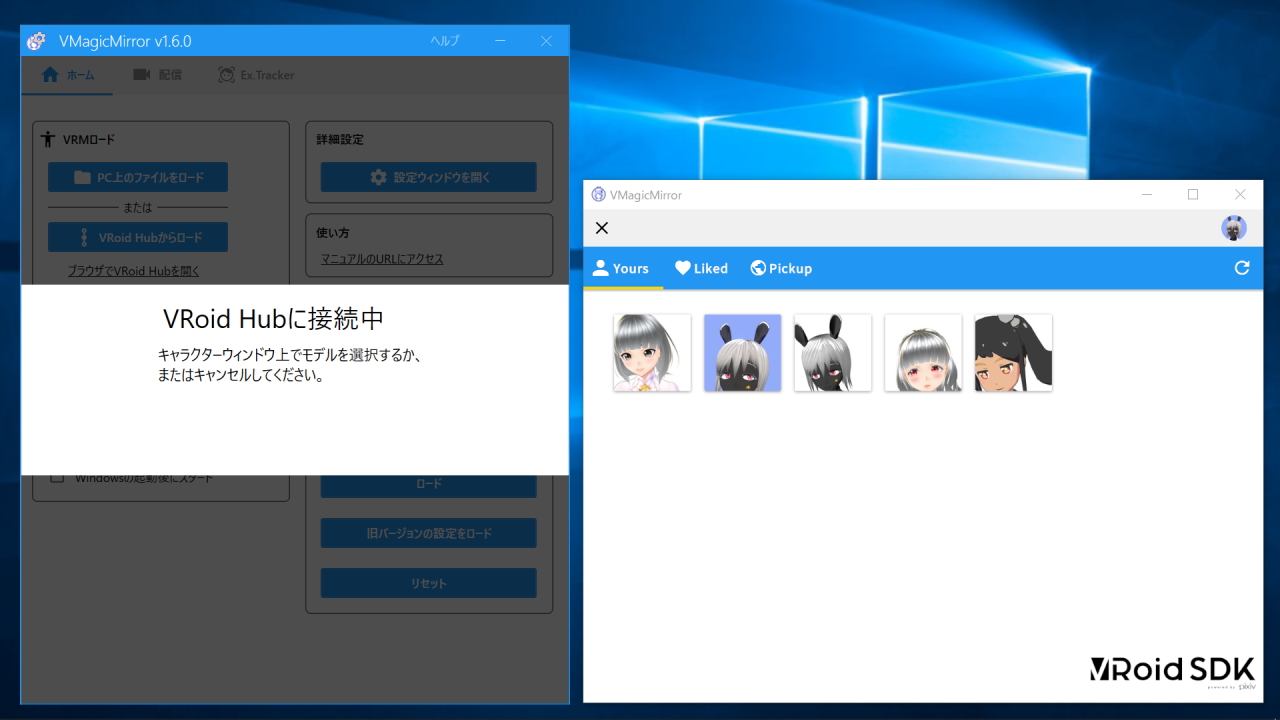 VMagicMirror v1.6.0
ヘルプ
ホーム
配信
Ex.Tracker
VRMロード
PC上のファイルをロード
または
VRoid Hubからロード
ブラウザでVRoid Hubを開く
詳細設定
設定ウィンドウを開く
使い方
マニュアルのURLにアクセス
VRoid Hubに接続中
キャラクターウィンドウ上でモデルを選択するか、
またはキャンセルしてください。
Windowsの起動後にスタート
ロード
旧バージョンの設定をロード
リセット
VMagicMirror
Yours
Liked
Pickup
VRoid SDK
powered by pixiv